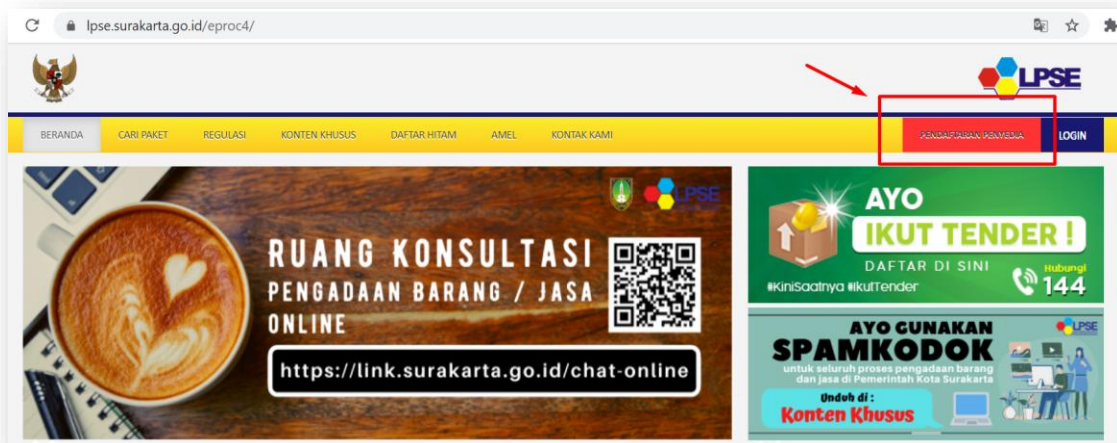 lpse.surakarta.go.id/eproc4/
LPSE
BERANDA CARI PAKET REGULASI KONTEN KHUSUS DAFTAR HITAM AMEL KONTAK KAMI PENDAFTARAN PENYEDIA LOGIN
LPSE
RUANG KONSULTASI
PENGADAAN BARANG / JASA
ONLINE
https://link.surakarta.go.id/chat-online
AYO
IKUT TENDER !
DAFTAR DI SINI
#KiniSaatnya #IkutTender
Hubungi
144
AYO GUNAKAN
LPSE
SPAMKODOK
untuk seluruh proses pengadaan barang
dan jasa di Pemerintah Kota Surakarta
Unduh di :
Konten Khusus